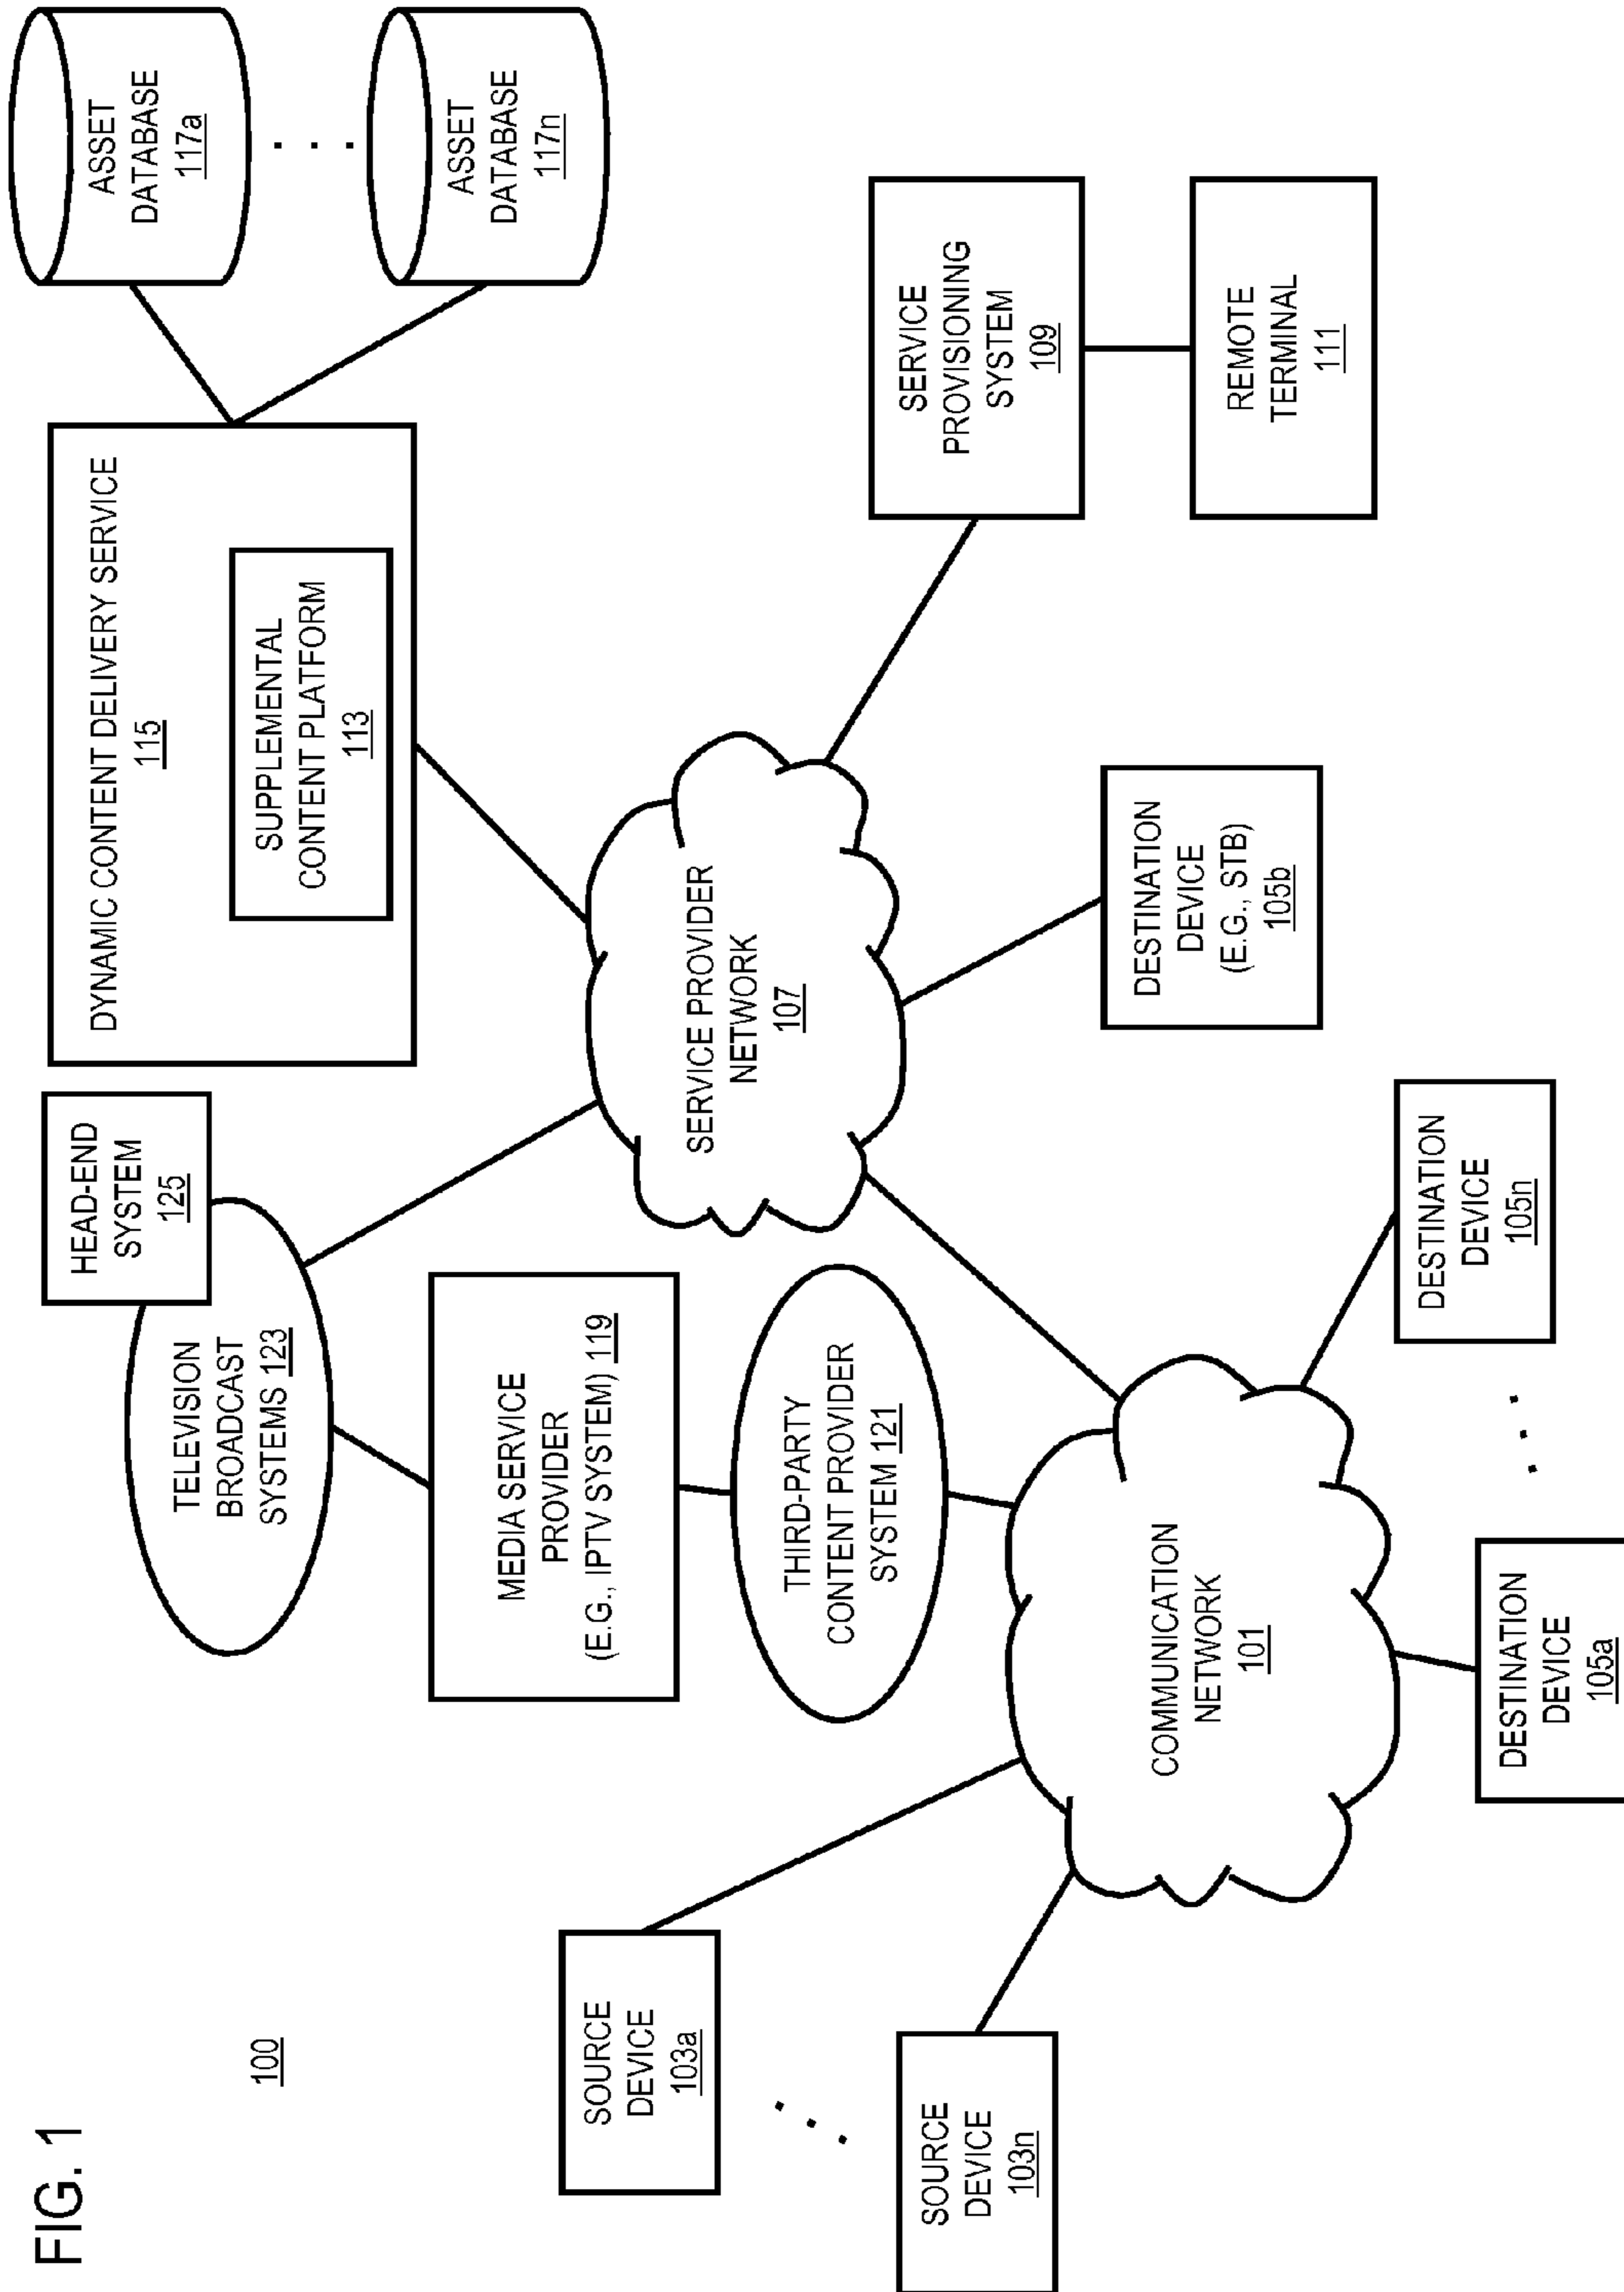 FIG. 1
100
HEAD-END
SYSTEM
125
TELEVISION
BROADCAST
SYSTEMS 123
MEDIA SERVICE
PROVIDER
(E.G., IPTV SYSTEM) 119
THIRD-PARTY
CONTENT PROVIDER
SYSTEM 121
DYNAMIC CONTENT DELIVERY SERVICE
115
SUPPLEMENTAL
CONTENT PLATFORM
113
ASSET
DATABASE
117a
. . .
ASSET
DATABASE
117n
SOURCE
DEVICE
103a
. . .
SOURCE
DEVICE
103n
SERVICE PROVIDER
NETWORK
107
SERVICE
PROVISIONING
SYSTEM
109
REMOTE
TERMINAL
111
COMMUNICATION
NETWORK
101
DESTINATION
DEVICE
(E.G., STB)
105b
DESTINATION
DEVICE
105a
. . .
DESTINATION
DEVICE
105n